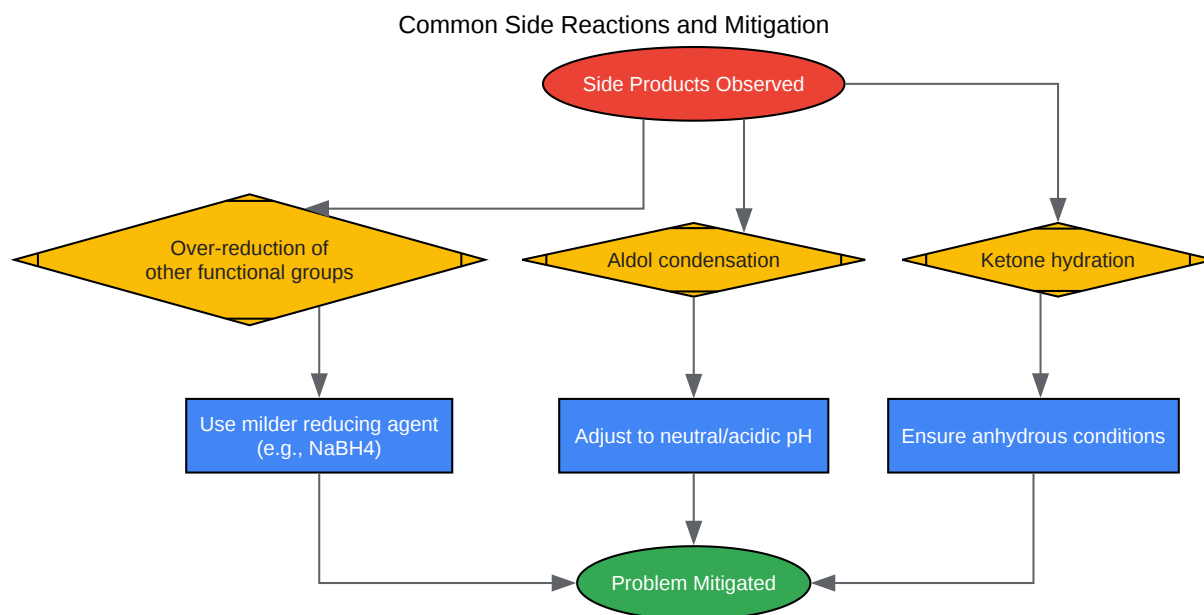 Common Side Reactions and Mitigation
Side Products Observed
Over-reduction of
other functional groups
Aldol condensation
Ketone hydration
Use milder reducing agent
(e.g., NaBH4)
Adjust to neutral/acidic pH
Ensure anhydrous conditions
Problem Mitigated